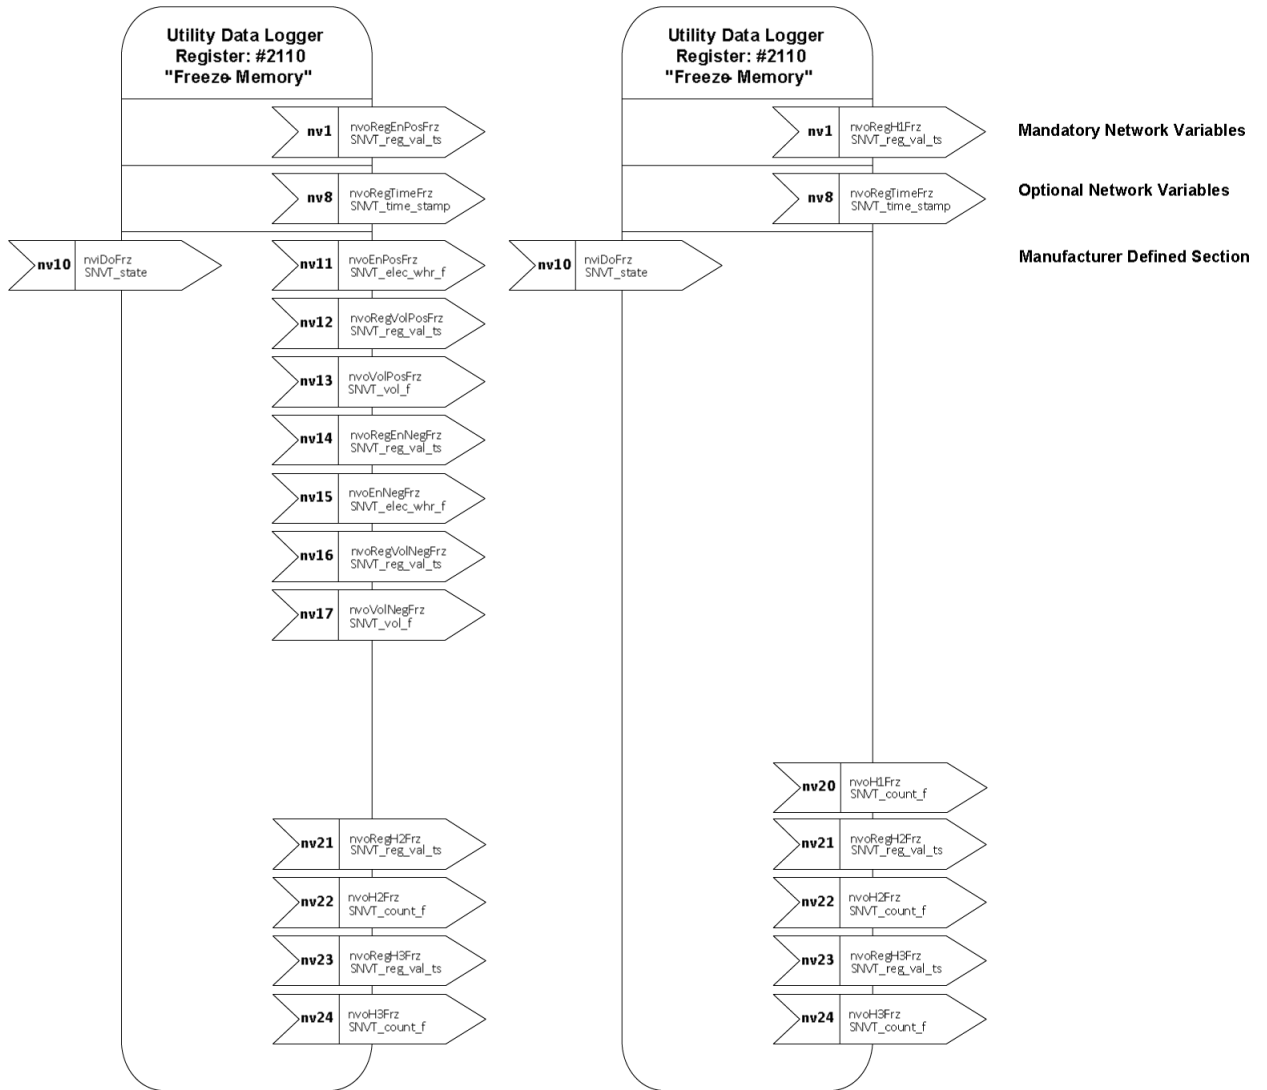 Utility Data Logger
Register: #2110
"Freeze- Memory"
nv1
nvoRegEnPosFrz
SNVT_reg_val_ts
nv8
nvoRegTimeFrz
SNVT_time_stamp
nv10
nviDoFrz
SNVT_state
nv11
nvoEnPosFrz
SNVT_elec_whr_f
nv12
nvoRegVolPosFrz
SNVT_reg_val_ts
nv13
nvoVolPosFrz
SNVT_vol_f
nv14
nvoRegEnNegFrz
SNVT_reg_val_ts
nv15
nvoEnNegFrz
SNVT_elec_whr_f
nv16
nvoRegVolNegFrz
SNVT_reg_val_ts
nv17
nvoVolNegFrz
SNVT_vol_f
nv21
nvoRegH2Frz
SNVT_reg_val_ts
nv22
nvoH2Frz
SNVT_count_f
nv23
nvoRegH3Frz
SNVT_reg_val_ts
nv24
nvoH3Frz
SNVT_count_f
Utility Data Logger
Register: #2110
"Freeze- Memory"
nv1
nvoRegH1Frz
SNVT_reg_val_ts
nv8
nvoRegTimeFrz
SNVT_time_stamp
nv10
nviDoFrz
SNVT_state
nv20
nvoH1Frz
SNVT_count_f
nv21
nvoRegH2Frz
SNVT_reg_val_ts
nv22
nvoH2Frz
SNVT_count_f
nv23
nvoRegH3Frz
SNVT_reg_val_ts
nv24
nvoH3Frz
SNVT_count_f
Mandatory Network Variables
Optional Network Variables
Manufacturer Defined Section